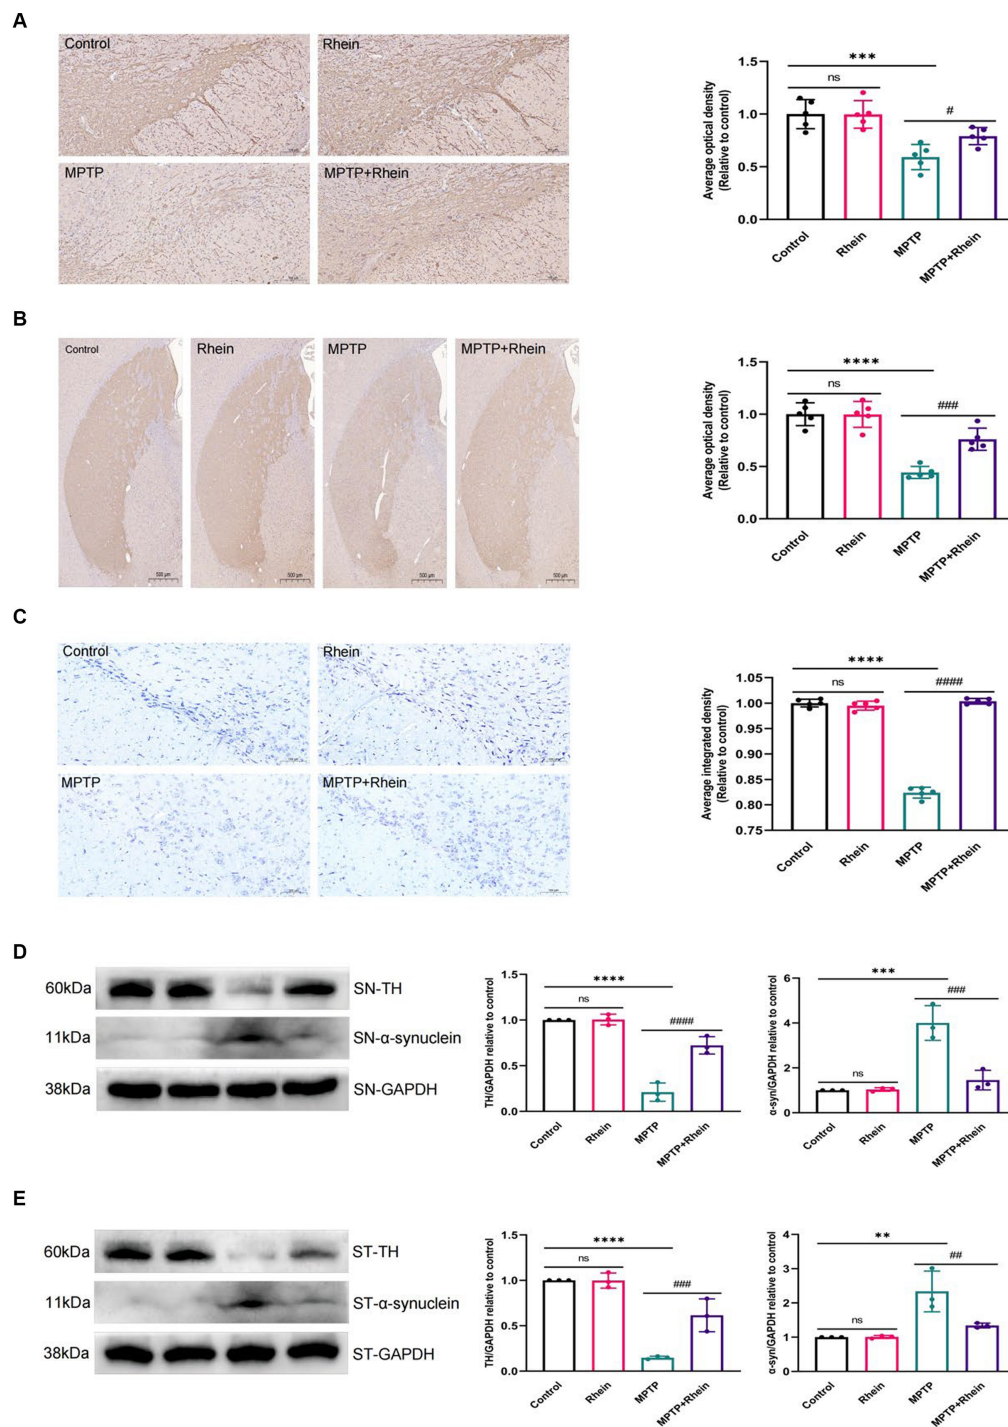 A
Control
Rhein
MPTP
MPTP+Rhein
Average optical density
(Relative to control)
1.5
1.0
0.5
0.0
***
ns
#
Control
Rhein
MPTP
MPTP+Rhein
B
Control
Rhein
MPTP
MPTP+Rhein
500 μm
500 μm
500 μm
500 μm
Average optical density
(Relative to control)
1.5
1.0
0.5
0.0
****
ns
###
Control
Rhein
MPTP
MPTP+Rhein
C
Control
Rhein
MPTP
MPTP+Rhein
Average integrated density
(Relative to control)
1.05
1.00
0.95
0.90
0.85
0.80
0.75
****
ns
####
Control
Rhein
MPTP
MPTP+Rhein
D
60kDa
SN-TH
11kDa
SN-α-synuclein
38kDa
SN-GAPDH
TH/GAPDH relative to control
1.5
1.0
0.5
0.0
****
ns
####
Control
Rhein
MPTP
MPTP+Rhein
α-syn/GAPDH relative to control
6
4
2
0
***
ns
###
Control
Rhein
MPTP
MPTP+Rhein
E
60kDa
ST-TH
11kDa
ST-α-synuclein
38kDa
ST-GAPDH
TH/GAPDH relative to control
1.5
1.0
0.5
0.0
****
ns
###
Control
Rhein
MPTP
MPTP+Rhein
α-syn/GAPDH relative to control
4
3
2
1
0
**
ns
##
Control
Rhein
MPTP
MPTP+Rhein